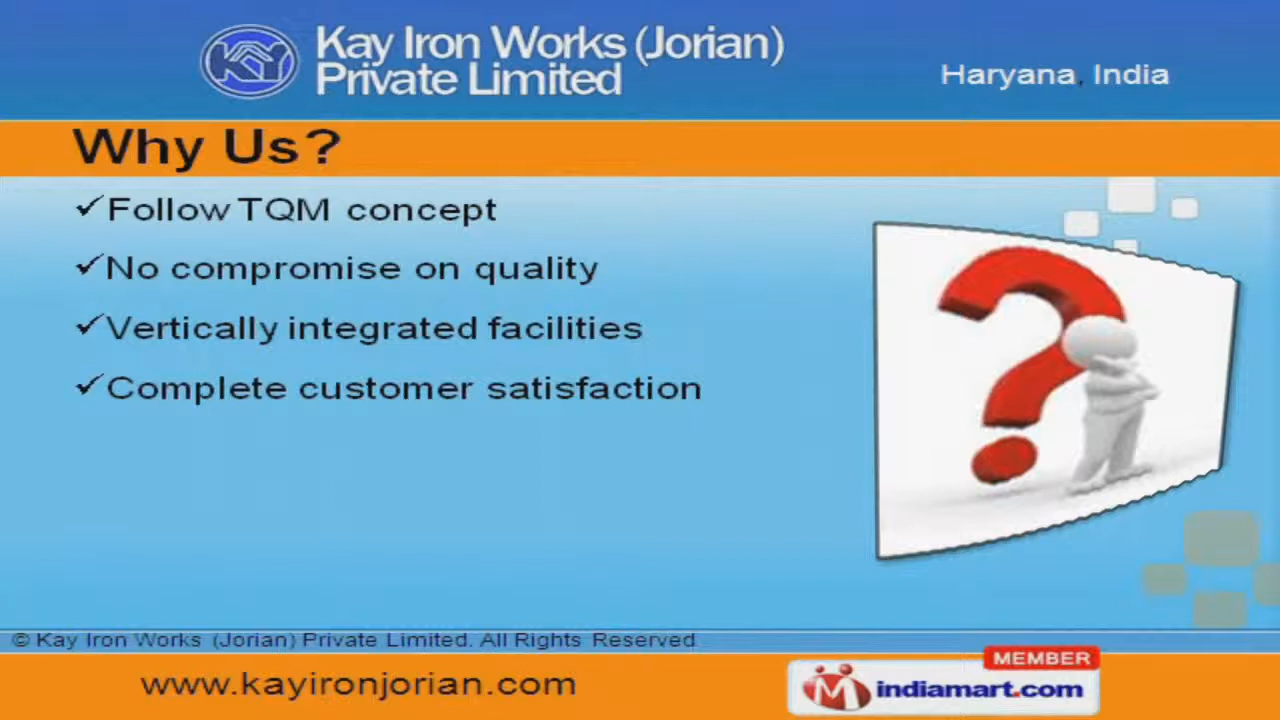 KY
Kay Iron Works (Jorian)
Private Limited
Haryana, India
Why Us?
✓Follow TQM concept
✓No compromise on quality
✓Vertically integrated facilities
✓Complete customer satisfaction
© Kay Iron Works (Jorian) Private Limited. All Rights Reserved
www.kayironjorian.com
MEMBER
indiamart.com